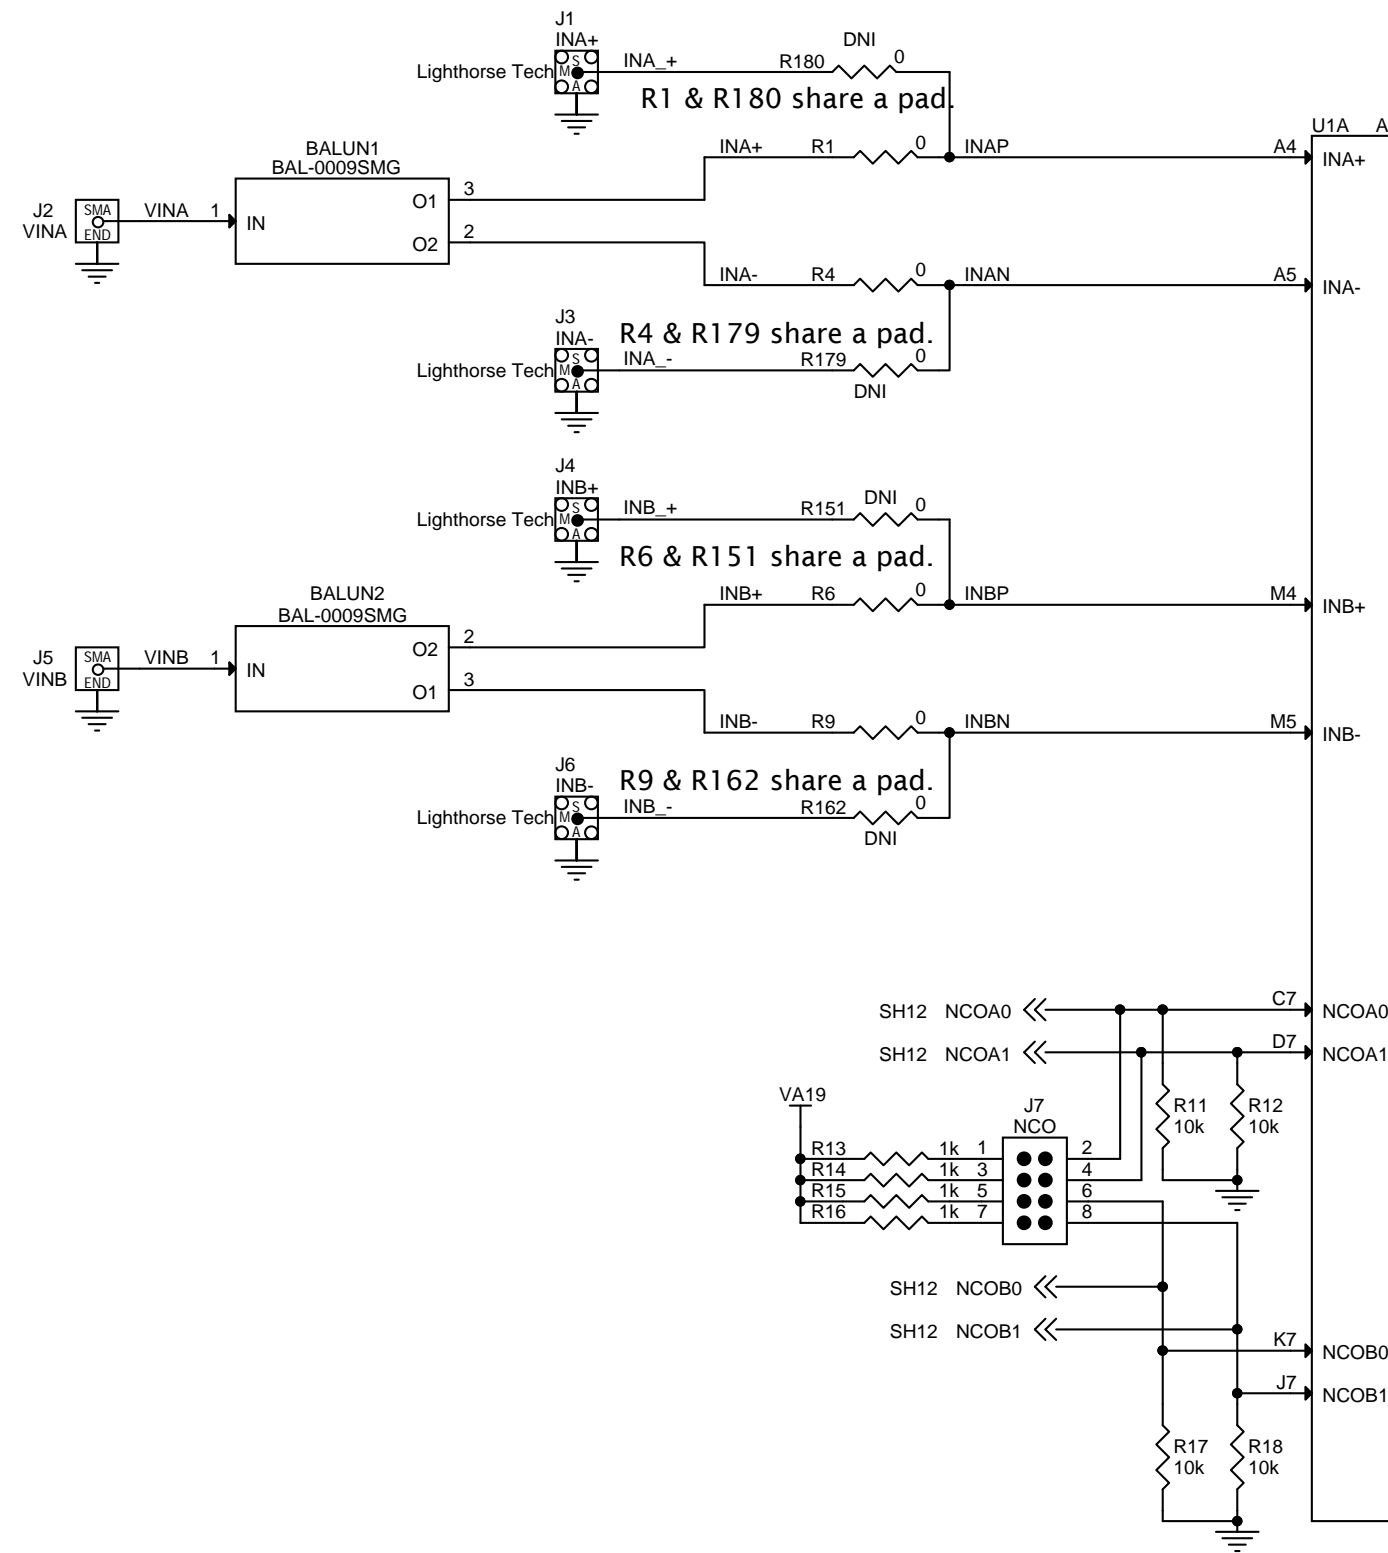 J1
INA+
Lighthorse Tech
S
M
A
INA_+
R180
DNI
0
R1 & R180 share a pad.
U1A A
BALUN1
BAL-0009SMG
INA+
R1
0
INAP
A4
INA+
J2
VINA
SMA
END
VINA
1
IN
O1
3
O2
2
INA-
R4
0
INAN
A5
INA-
J3
INA-
R4 & R179 share a pad.
Lighthorse Tech
S
M
A
INA_-
R179
0
DNI
J4
INB+
Lighthorse Tech
S
M
A
INB_+
R151
DNI
0
R6 & R151 share a pad.
BALUN2
BAL-0009SMG
INB+
R6
0
INBP
M4
INB+
J5
VINB
SMA
END
VINB
1
IN
O2
2
O1
3
INB-
R9
0
INBN
M5
INB-
J6
INB-
R9 & R162 share a pad.
Lighthorse Tech
S
M
A
INB_-
R162
0
DNI
SH12 NCOA0
C7
NCOA0
SH12 NCOA1
D7
NCOA1
VA19
J7
NCO
R11
10k
R12
10k
R13 1k 1 2
R14 1k 3 4
R15 1k 5 6
R16 1k 7 8
SH12 NCOB0
SH12 NCOB1
K7
NCOB0
J7
NCOB1
R17
10k
R18
10k